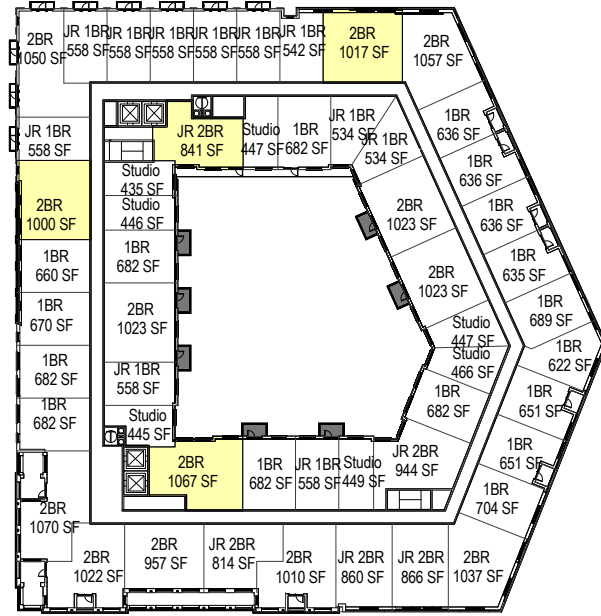 2BR
1050 SF
JR 1BR
558 SF
JR 1BR
558 SF
JR 1BR
558 SF
JR 1BR
558 SF
JR 1BR
558 SF
JR 1BR
542 SF
2BR
1017 SF
2BR
1057 SF
JR 1BR
558 SF
JR 2BR
841 SF
Studio
447 SF
1BR
682 SF
JR 1BR
534 SF
JR 1BR
534 SF
1BR
636 SF
1BR
636 SF
1BR
636 SF
1BR
635 SF
1BR
689 SF
1BR
622 SF
1BR
651 SF
1BR
651 SF
1BR
704 SF
2BR
1037 SF
2BR
1000 SF
1BR
660 SF
1BR
670 SF
1BR
682 SF
1BR
682 SF
2BR
1070 SF
Studio
435 SF
Studio
446 SF
1BR
682 SF
2BR
1023 SF
JR 1BR
558 SF
Studio
445 SF
2BR
1023 SF
2BR
1023 SF
Studio
447 SF
Studio
466 SF
1BR
682 SF
JR 2BR
944 SF
2BR
1067 SF
1BR
682 SF
JR 1BR
558 SF
Studio
449 SF
2BR
1022 SF
2BR
957 SF
JR 2BR
814 SF
2BR
1010 SF
JR 2BR
860 SF
JR 2BR
866 SF